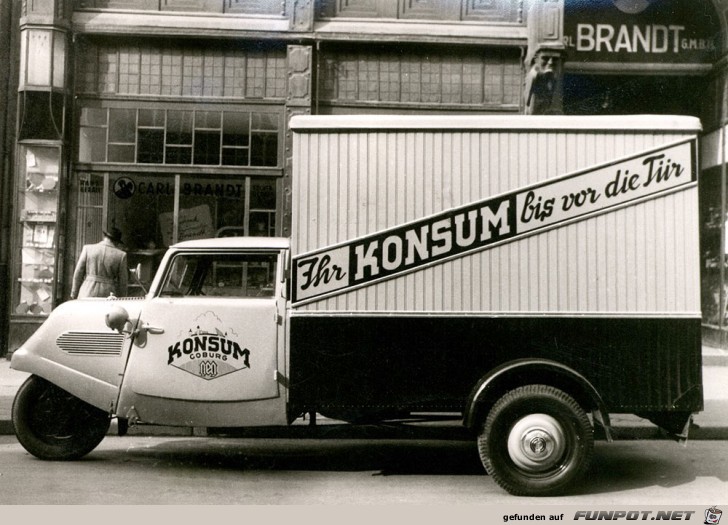 BRANDT G.M.B.H.
CARL BRANDT
Ihr KONSUM bis vor die Tür
KONSUM
COBURG
gefunden auf FUNPOT.NET